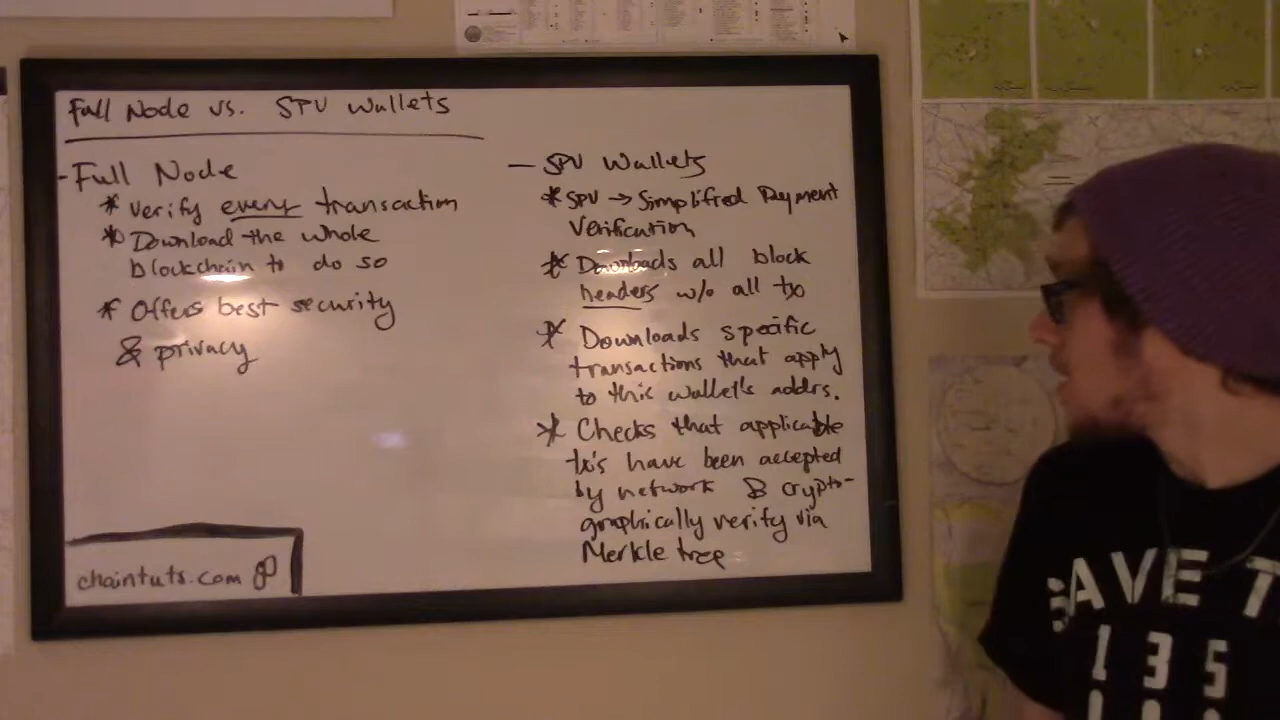 Full Node vs. SPV Wallets
- Full Node
* Verify every transaction
* Download the whole
blockchain to do so
* Offers best security
& privacy
chaintuts.com
— SPV Wallets
* SPV → Simplified Payment
Verification
* Downloads all block
headers w/o all tx
* Downloads specific
transactions that apply
to this wallet's addrs.
* Checks that applicable
tx's have been accepted
by network & crypto-
graphically verify via
Merkle tree
AVE T
135